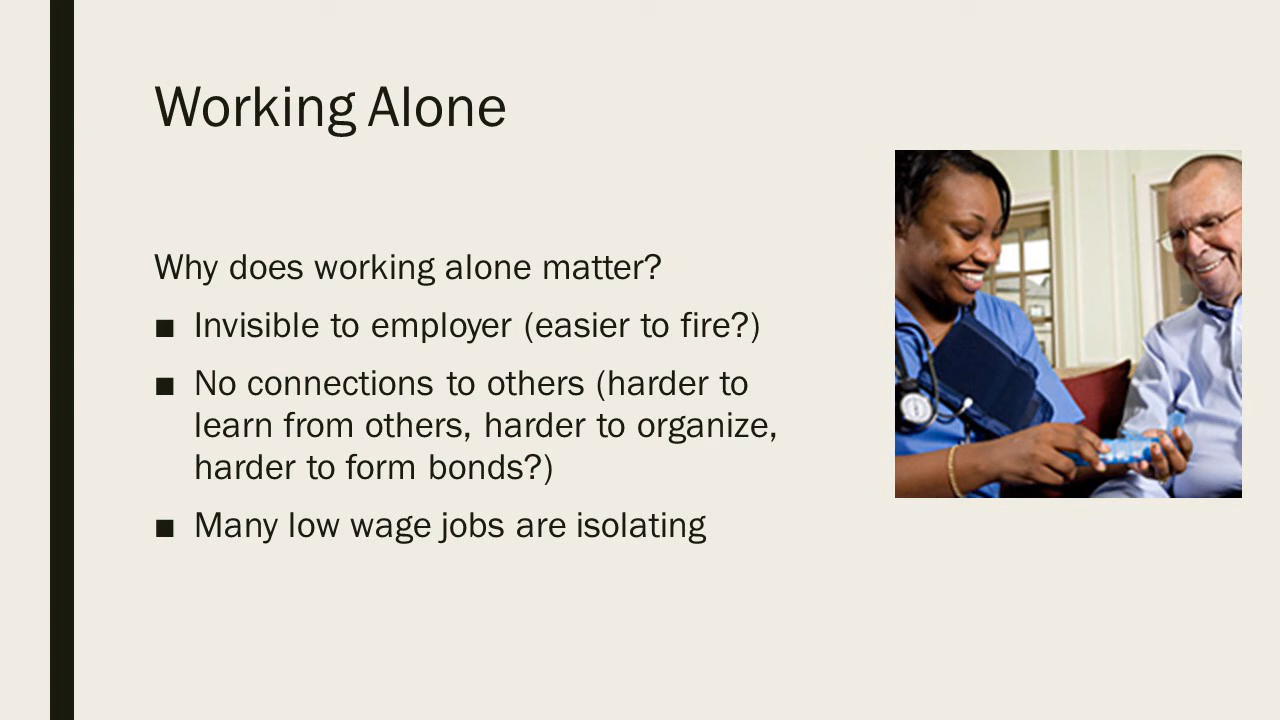 Working Alone
Why does working alone matter?
■ Invisible to employer (easier to fire?)
■ No connections to others (harder to
learn from others, harder to organize,
harder to form bonds?)
■ Many low wage jobs are isolating